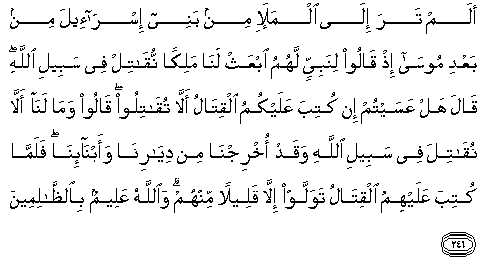 أَلَمْ تَرَ إِلَى ٱلْمَلَإِ مِنۢ بَنِىٓ إِسْرَٰٓءِيلَ مِنۢ
بَعْدِ مُوسَىٰٓ إِذْ قَالُوا۟ لِنَبِىٍّ لَّهُمُ ٱبْعَثْ لَنَا مَلِكًا نُّقَٰتِلْ فِى سَبِيلِ ٱللَّهِ ۖ
قَالَ هَلْ عَسَيْتُمْ إِن كُتِبَ عَلَيْكُمُ ٱلْقِتَالُ أَلَّا تُقَٰتِلُوا۟ ۖ قَالُوا۟ وَمَا لَنَآ أَلَّا
نُقَٰتِلَ فِى سَبِيلِ ٱللَّهِ وَقَدْ أُخْرِجْنَا مِن دِيَٰرِنَا وَأَبْنَآئِنَا ۖ فَلَمَّا
كُتِبَ عَلَيْهِمُ ٱلْقِتَالُ تَوَلَّوْا۟ إِلَّا قَلِيلًا مِّنْهُمْ ۗ وَٱللَّهُ عَلِيمٌۢ بِٱلظَّٰلِمِينَ
٢٤٦